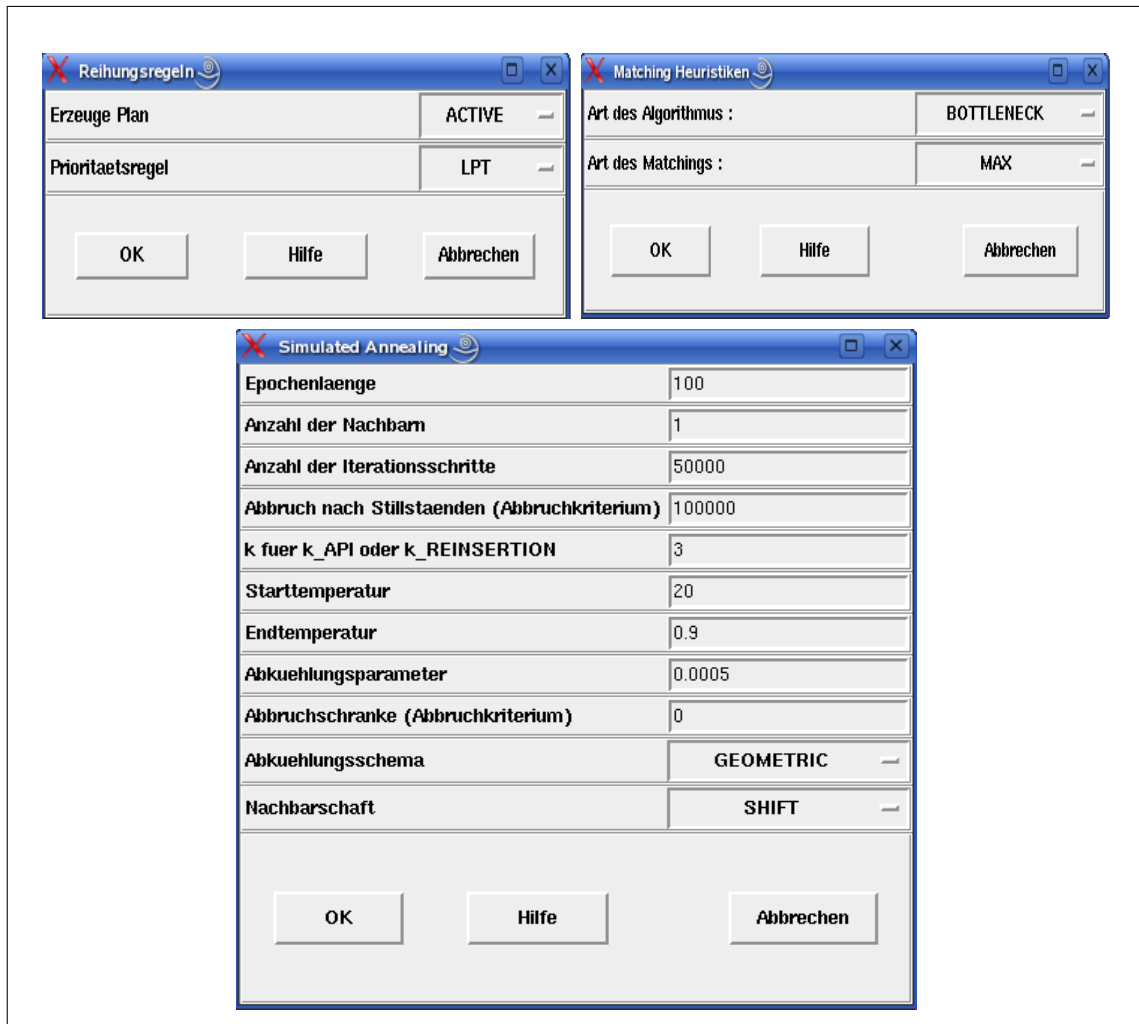 Reihungsregeln
Erzeuge Plan ACTIVE
Prioritaetsregel LPT
OK Hilfe Abbrechen
Matching Heuristiken
Art des Algorithmus : BOTTLENECK
Art des Matchings : MAX
OK Hilfe Abbrechen
Simulated Annealing
Epochenlaenge 100
Anzahl der Nachbarn 1
Anzahl der Iterationsschritte 50000
Abbruch nach Stillstaenden (Abbruchkriterium) 100000
k fuer k_API oder k_REINSERTION 3
Starttemperatur 20
Endtemperatur 0.9
Abkuehlungsparameter 0.0005
Abbruchschranke (Abbruchkriterium) 0
Abkuehlungsschema GEOMETRIC
Nachbarschaft SHIFT
OK Hilfe Abbrechen